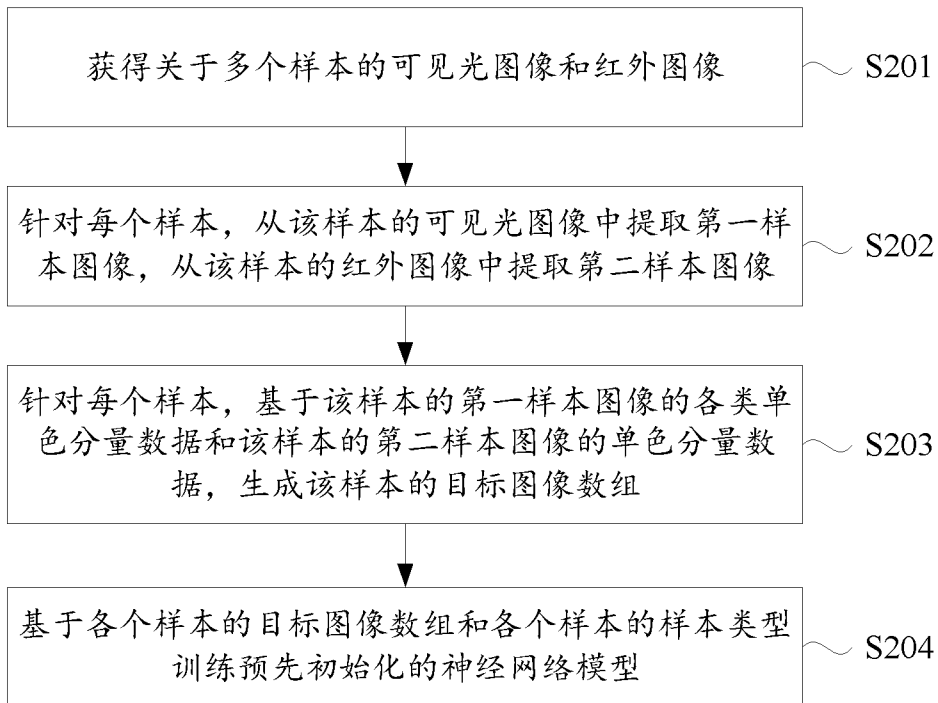 获得关于多个样本的可见光图像和红外图像
S201
针对每个样本，从该样本的可见光图像中提取第一样
本图像，从该样本的红外图像中提取第二样本图像
S202
针对每个样本，基于该样本的第一样本图像的各类单
色分量数据和该样本的第二样本图像的单色分量数
据，生成该样本的目标图像数组
S203
基于各个样本的目标图像数组和各个样本的样本类型
训练预先初始化的神经网络模型
S204